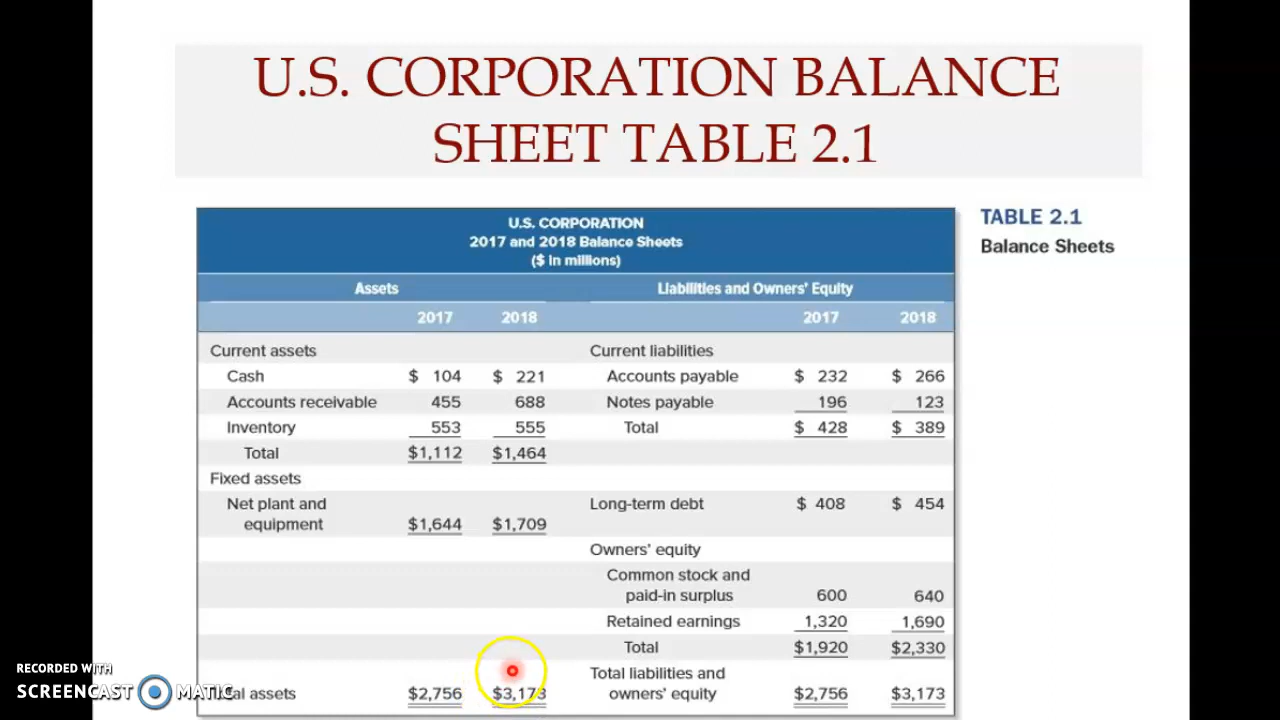 U.S. CORPORATION BALANCE
SHEET TABLE 2.1
U.S. CORPORATION
2017 and 2018 Balance Sheets
($ in millions)
TABLE 2.1
Balance Sheets
Assets Liabilities and Owners' Equity
2017 2018 2017 2018
Current assets Current liabilities
Cash $ 104 $ 221 Accounts payable $ 232 $ 266
Accounts receivable 455 688 Notes payable 196 123
Inventory 553 555 Total $ 428 $ 389
Total $1,112 $1,464
Fixed assets
Net plant and Long-term debt $ 408 $ 454
equipment $1,644 $1,709
Owners' equity
Common stock and
paid-in surplus 600 640
Retained earnings 1,320 1,690
Total $1,920 $2,330
Total liabilities and
assets $2,756 $3,173 owners' equity $2,756 $3,173
RECORDED WITH
SCREENCAST MATIC